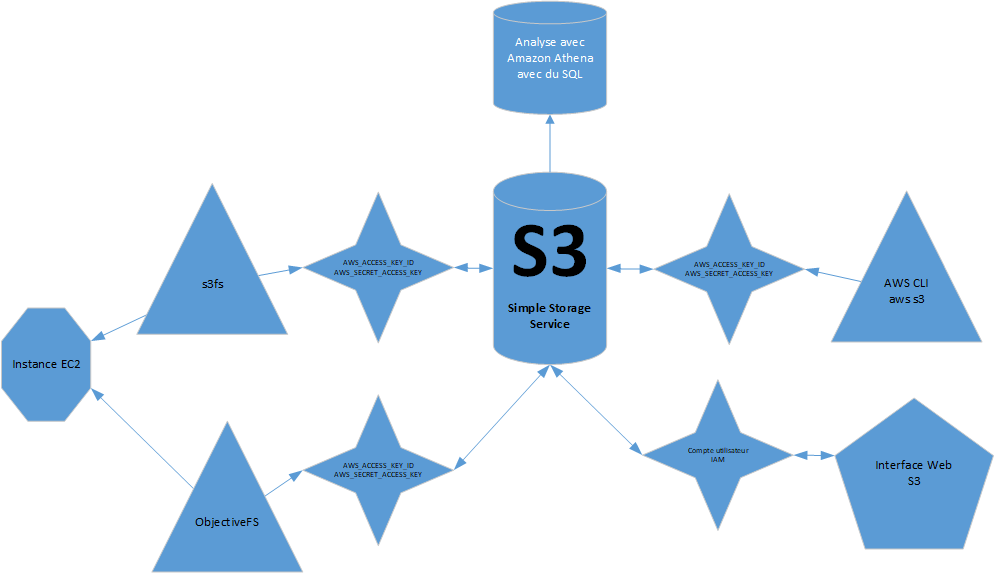 Analyse avec
Amazon Athena
avec du SQL
S3
Simple Storage
Service
s3fs
AWS_ACCESS_KEY_ID
AWS_SECRET_ACCESS_KEY
AWS_ACCESS_KEY_ID
AWS_SECRET_ACCESS_KEY
AWS CLI
aws s3
Instance EC2
ObjectiveFS
AWS_ACCESS_KEY_ID
AWS_SECRET_ACCESS_KEY
Compte utilisateur
IAM
Interface Web
S3